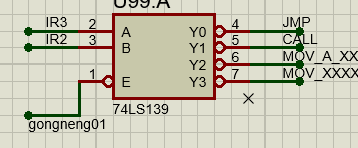 U99:A
IR3 2 A Y0 4 JMP
IR2 3 B Y1 5 CALL
Y2 6 MOV_A_XX
1 E Y3 7 MOV_XXXX
74LS139
gongneng01